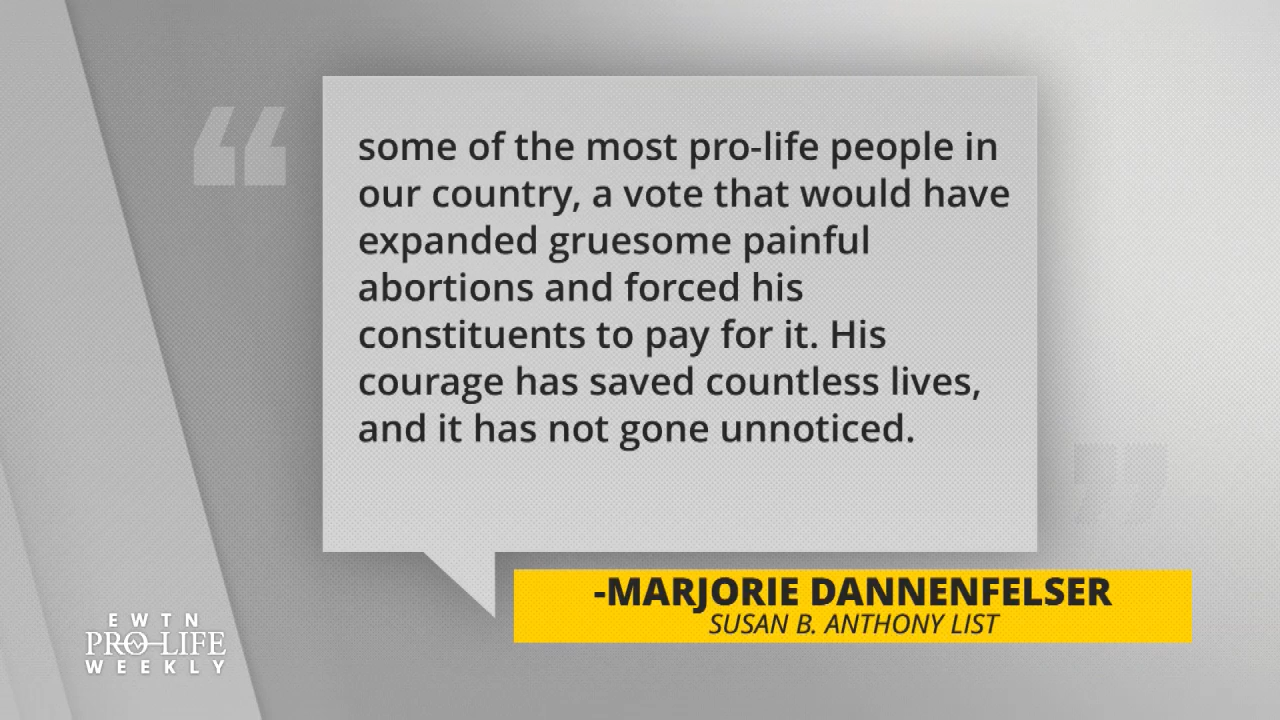 “
some of the most pro-life people in
our country, a vote that would have
expanded gruesome painful
abortions and forced his
constituents to pay for it. His
courage has saved countless lives,
and it has not gone unnoticed.
”
-MARJORIE DANNENFELSER
SUSAN B. ANTHONY LIST
EWTN
PRO-LIFE
WEEKLY